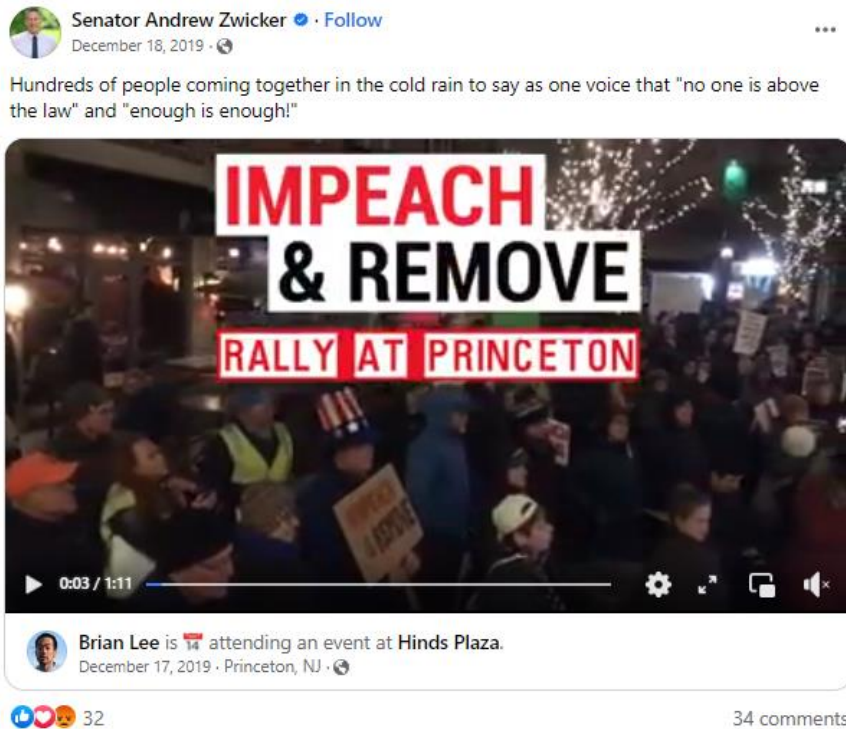 Senator Andrew Zwicker · Follow
December 18, 2019 ·
Hundreds of people coming together in the cold rain to say as one voice that "no one is above
the law" and "enough is enough!"
IMPEACH
& REMOVE
RALLY AT PRINCETON
IMPEACH
& REMOVE
0:03 / 1:11
Brian Lee is 14 attending an event at Hinds Plaza.
December 17, 2019 · Princeton, NJ ·
32
34 comments